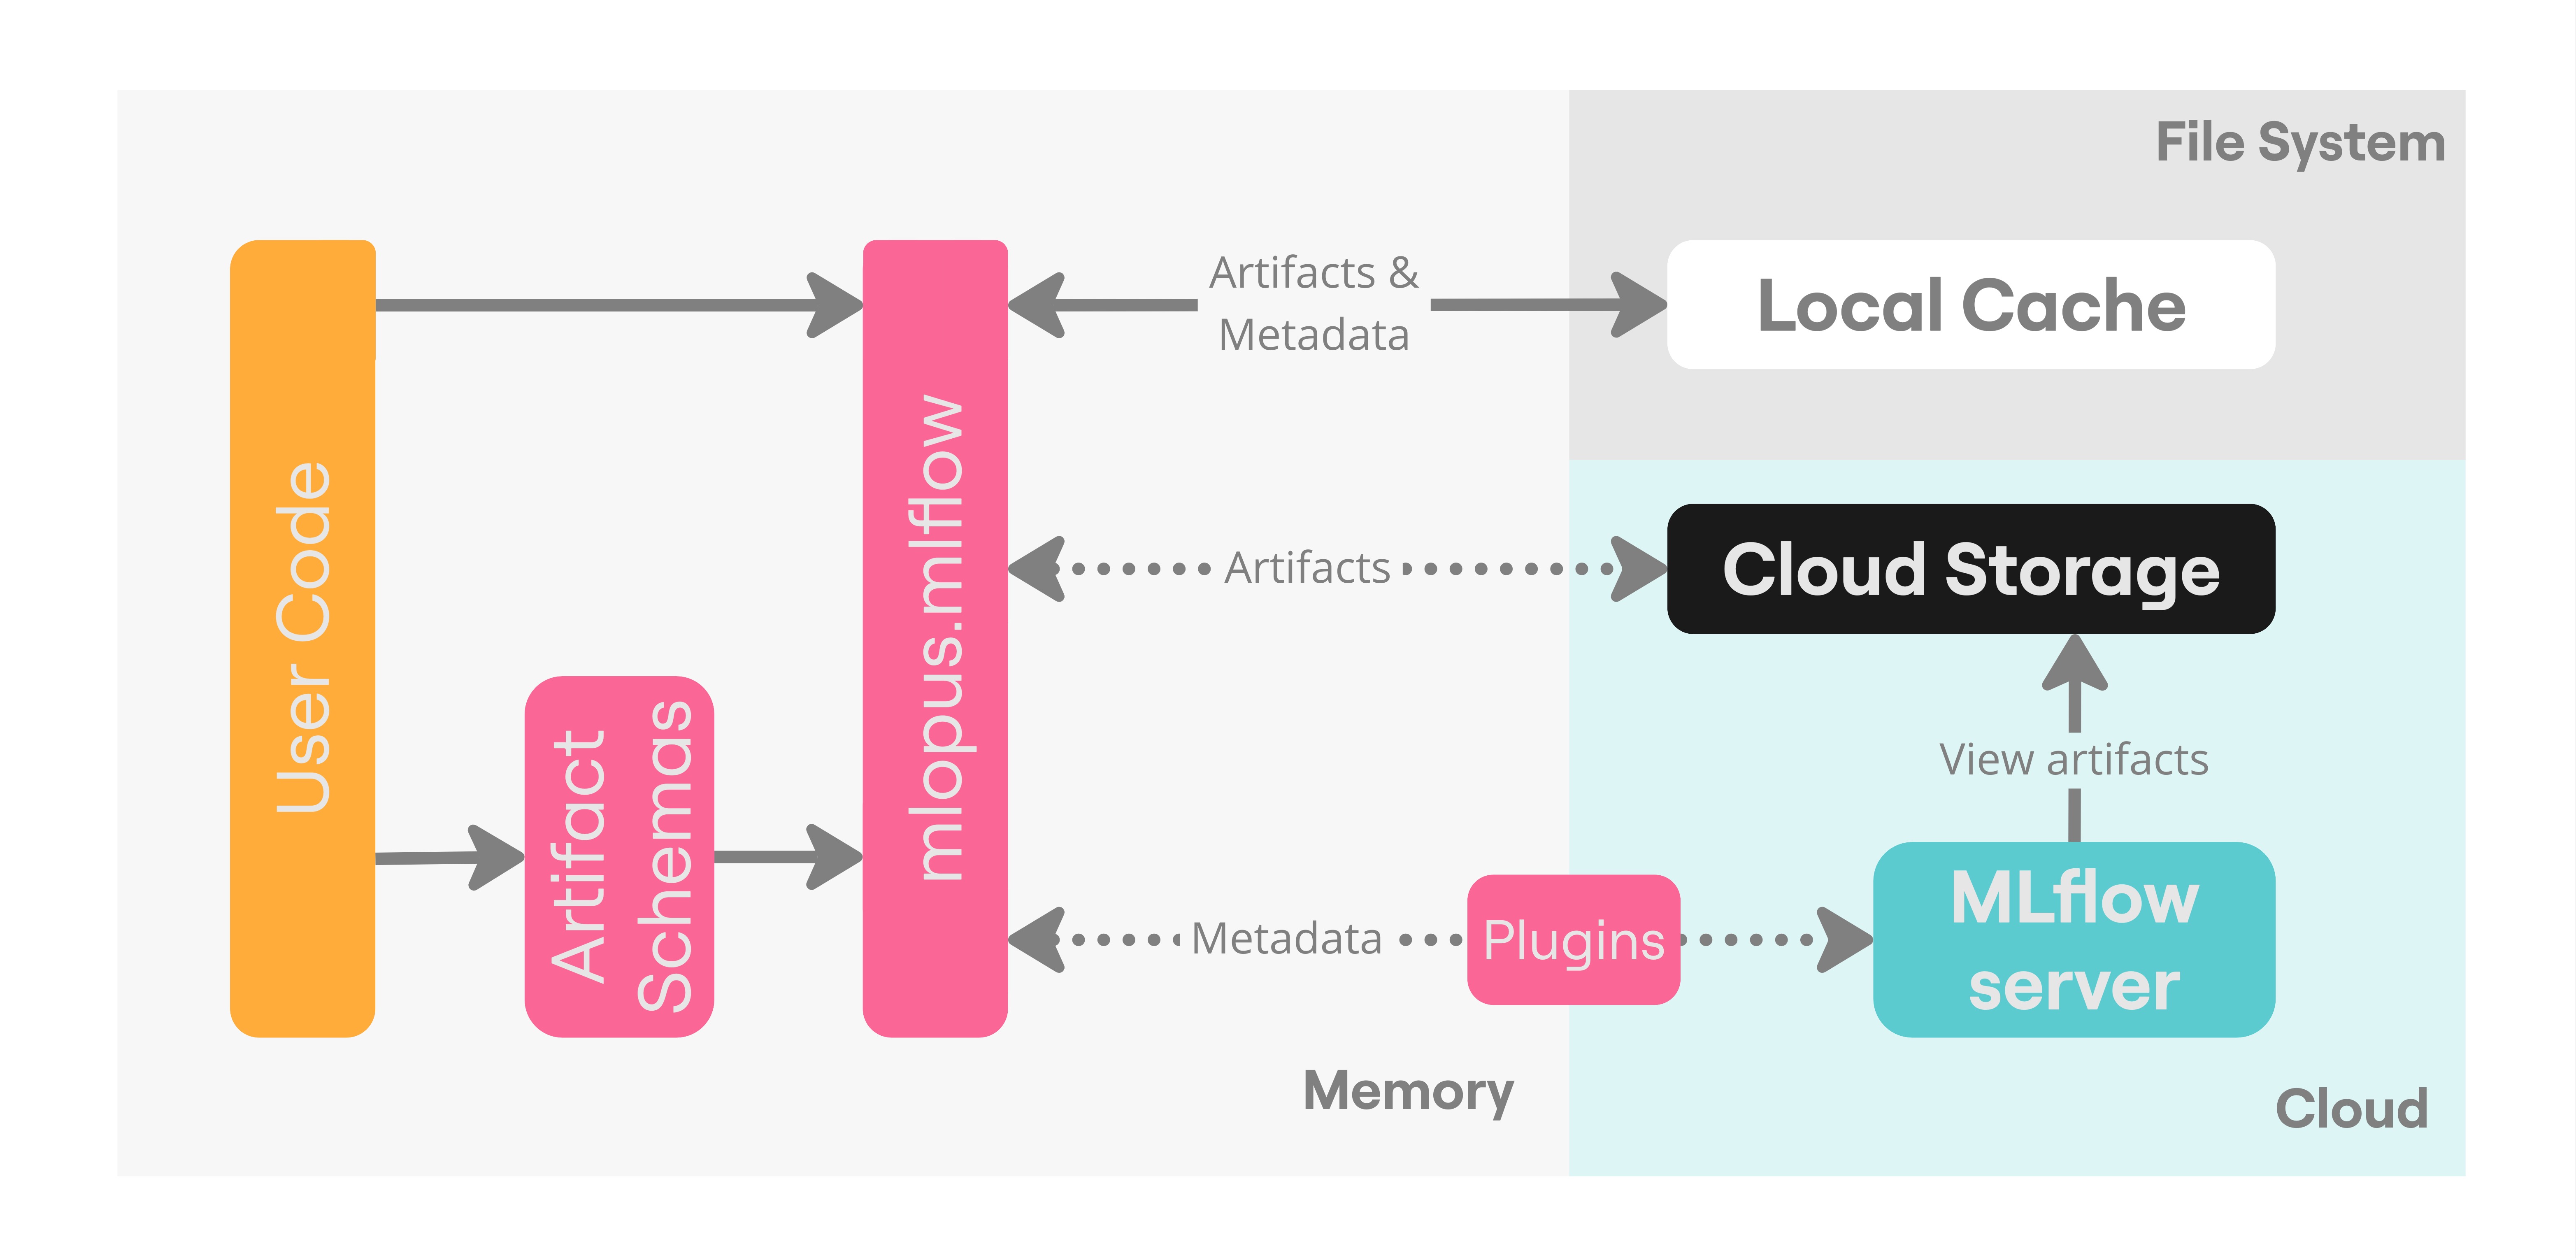 File System
User Code
Artifact
Schemas
mlopus.mlflow
Artifacts &
Metadata
Local Cache
Artifacts
Cloud Storage
View artifacts
Metadata
Plugins
MLflow
server
Memory
Cloud